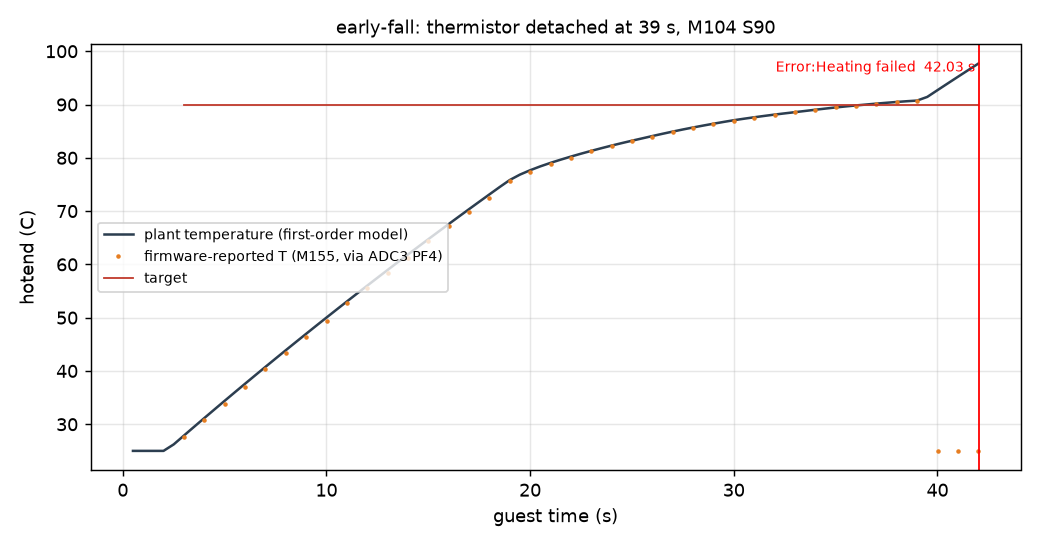 early-fall: thermistor detached at 39 s, M104 S90
100
90
80
70
60
50
40
30
hotend (C)
Error:Heating failed 42.03 s
plant temperature (first-order model)
firmware-reported T (M155, via ADC3 PF4)
target
0
10
20
30
40
guest time (s)